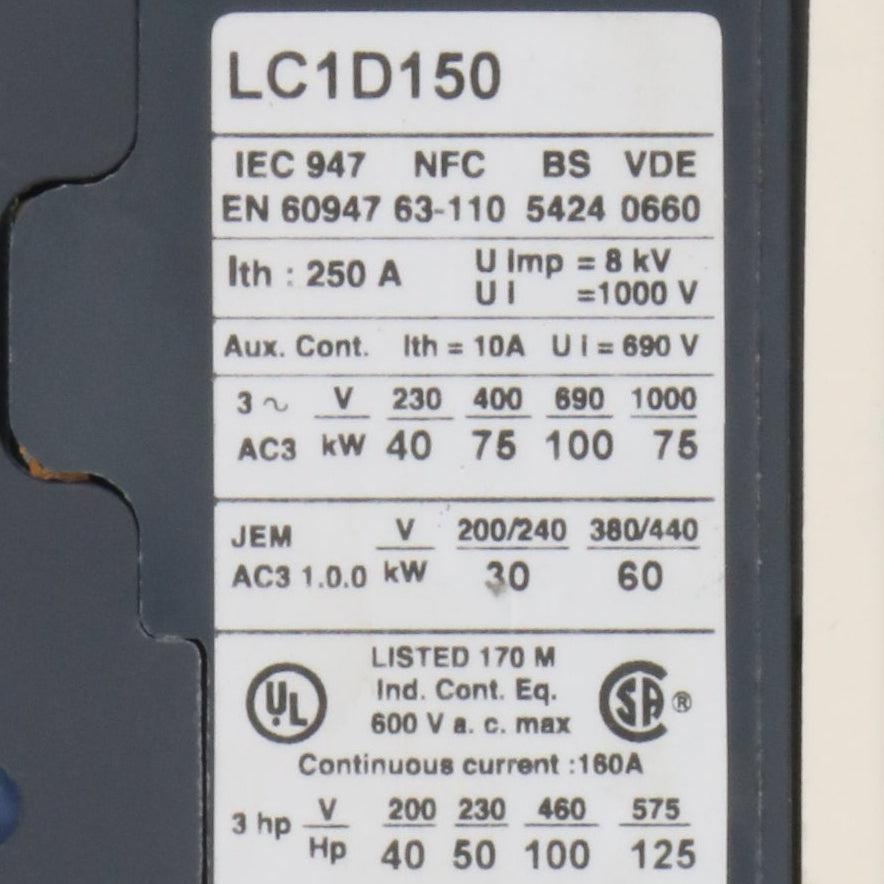 LC1D150
IEC 947 NFC BS VDE
EN 60947 63-110 5424 0660
Ith : 250 A U Imp = 8 kV
U I =1000 V
Aux. Cont. Ith = 10A U i = 690 V
3 ~ V 230 400 690 1000
AC3 kW 40 75 100 75
JEM V 200/240 380/440
AC3 1.0.0 kW 30 60
LISTED 170 M
UL Ind. Cont. Eq. SA ®
600 V a. c. max
Continuous current :160A
3 hp V 200 230 460 575
Hp 40 50 100 125